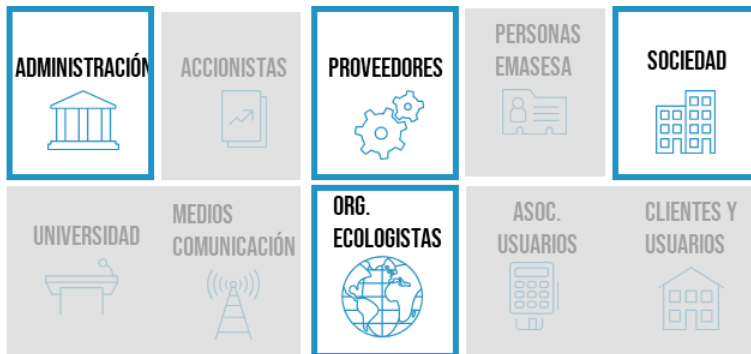 ADMINISTRACIÓN
ACCIONISTAS
PROVEEDORES
PERSONAS
EMASESA
SOCIEDAD
UNIVERSIDAD
MEDIOS
COMUNICACIÓN
ORG.
ECOLOGISTAS
ASOC.
USUARIOS
CLIENTES Y
USUARIOS